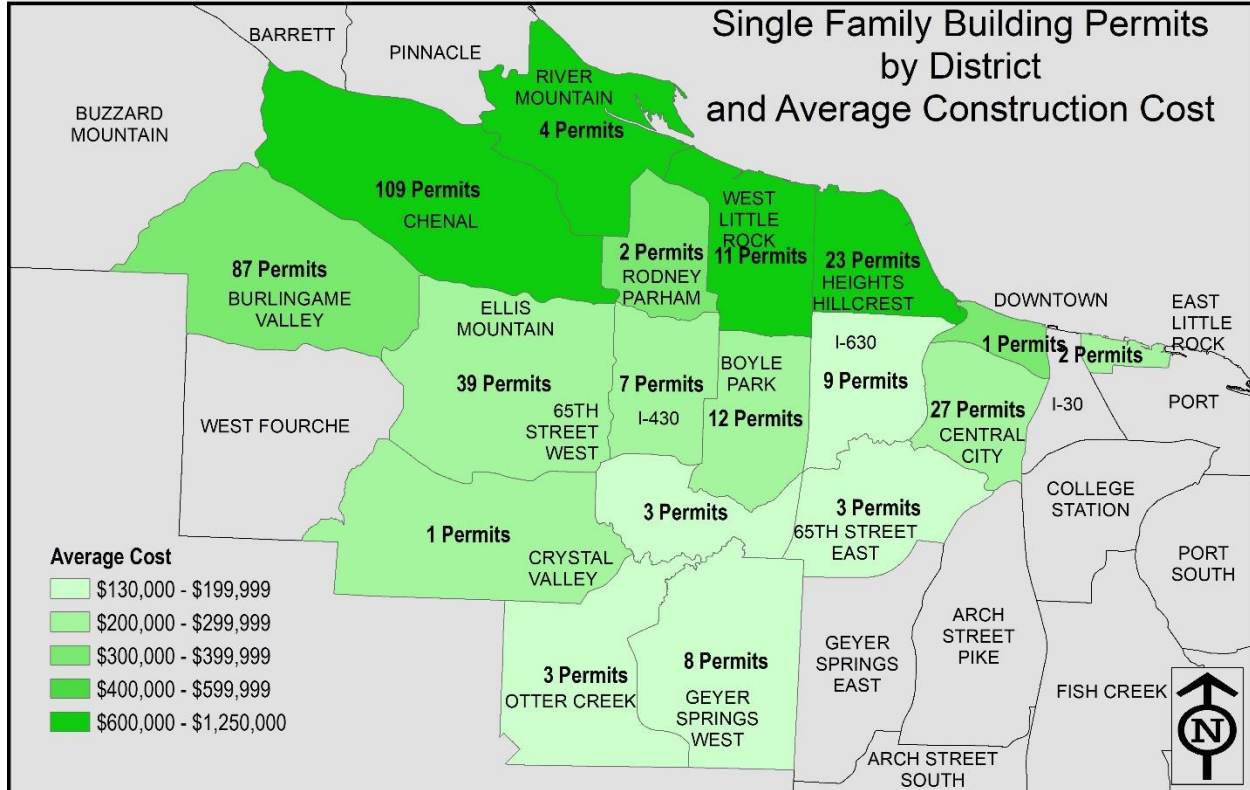 Single Family Building Permits
by District
and Average Construction Cost
BARRETT
PINNACLE
BUZZARD
MOUNTAIN
RIVER
MOUNTAIN
4 Permits
109 Permits
CHENAL
WEST
LITTLE
ROCK
11 Permits
2 Permits
RODNEY
PARHAM
23 Permits
HEIGHTS
HILLCREST
87 Permits
BURLINGAME
VALLEY
ELLIS
MOUNTAIN
39 Permits
65TH
STREET
WEST
7 Permits
I-430
BOYLE
PARK
12 Permits
I-630
9 Permits
DOWNTOWN
1 Permits
2 Permits
EAST
LITTLE
ROCK
27 Permits
CENTRAL
CITY
I-30
PORT
WEST FOURCHE
COLLEGE
STATION
1 Permits
CRYSTAL
VALLEY
3 Permits
3 Permits
65TH STREET
EAST
PORT
SOUTH
ARCH
STREET
PIKE
GEYER
SPRINGS
EAST
3 Permits
OTTER CREEK
8 Permits
GEYER
SPRINGS
WEST
FISH CREEK
ARCH STREET
SOUTH
Average Cost
$130,000 - $199,999
$200,000 - $299,999
$300,000 - $399,999
$400,000 - $599,999
$600,000 - $1,250,000
N